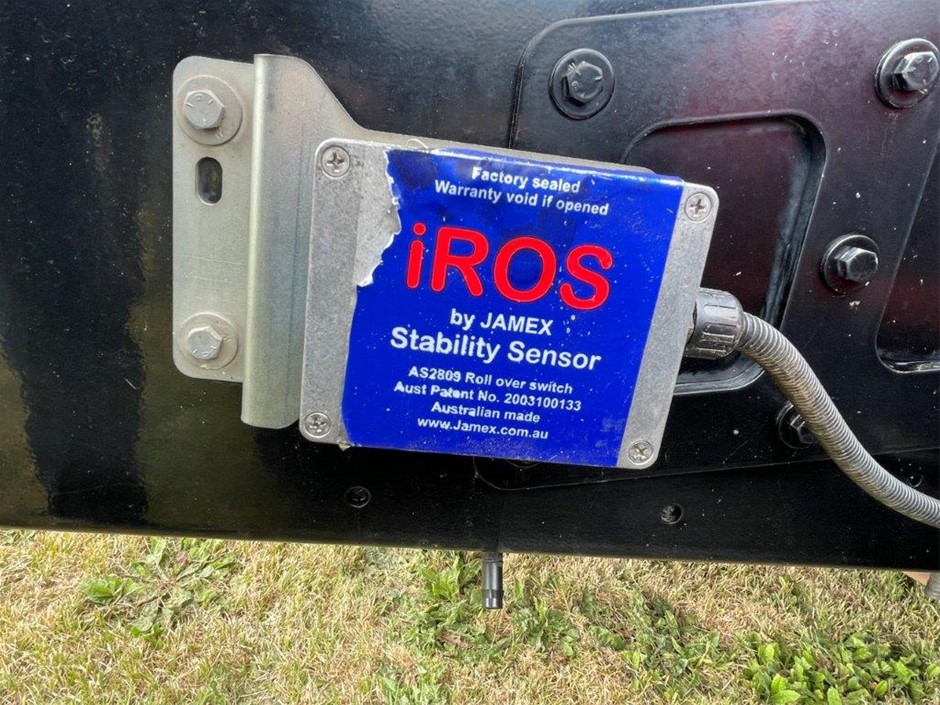 Factory sealed
Warranty void if opened
iROS
by JAMEX
Stability Sensor
AS2809 Roll over switch
Aust Patent No. 2003100133
Australian made
www.Jamex.com.au